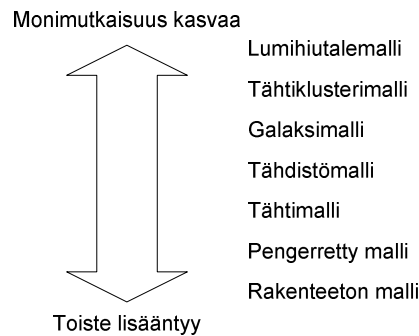 Monimutkaisuus kasvaa
Lumihiutalemalli
Tähtiklusterimalli
Galaksimalli
Tähdistömalli
Tähtimalli
Pengerretty malli
Rakenteeton malli
Toiste lisääntyy